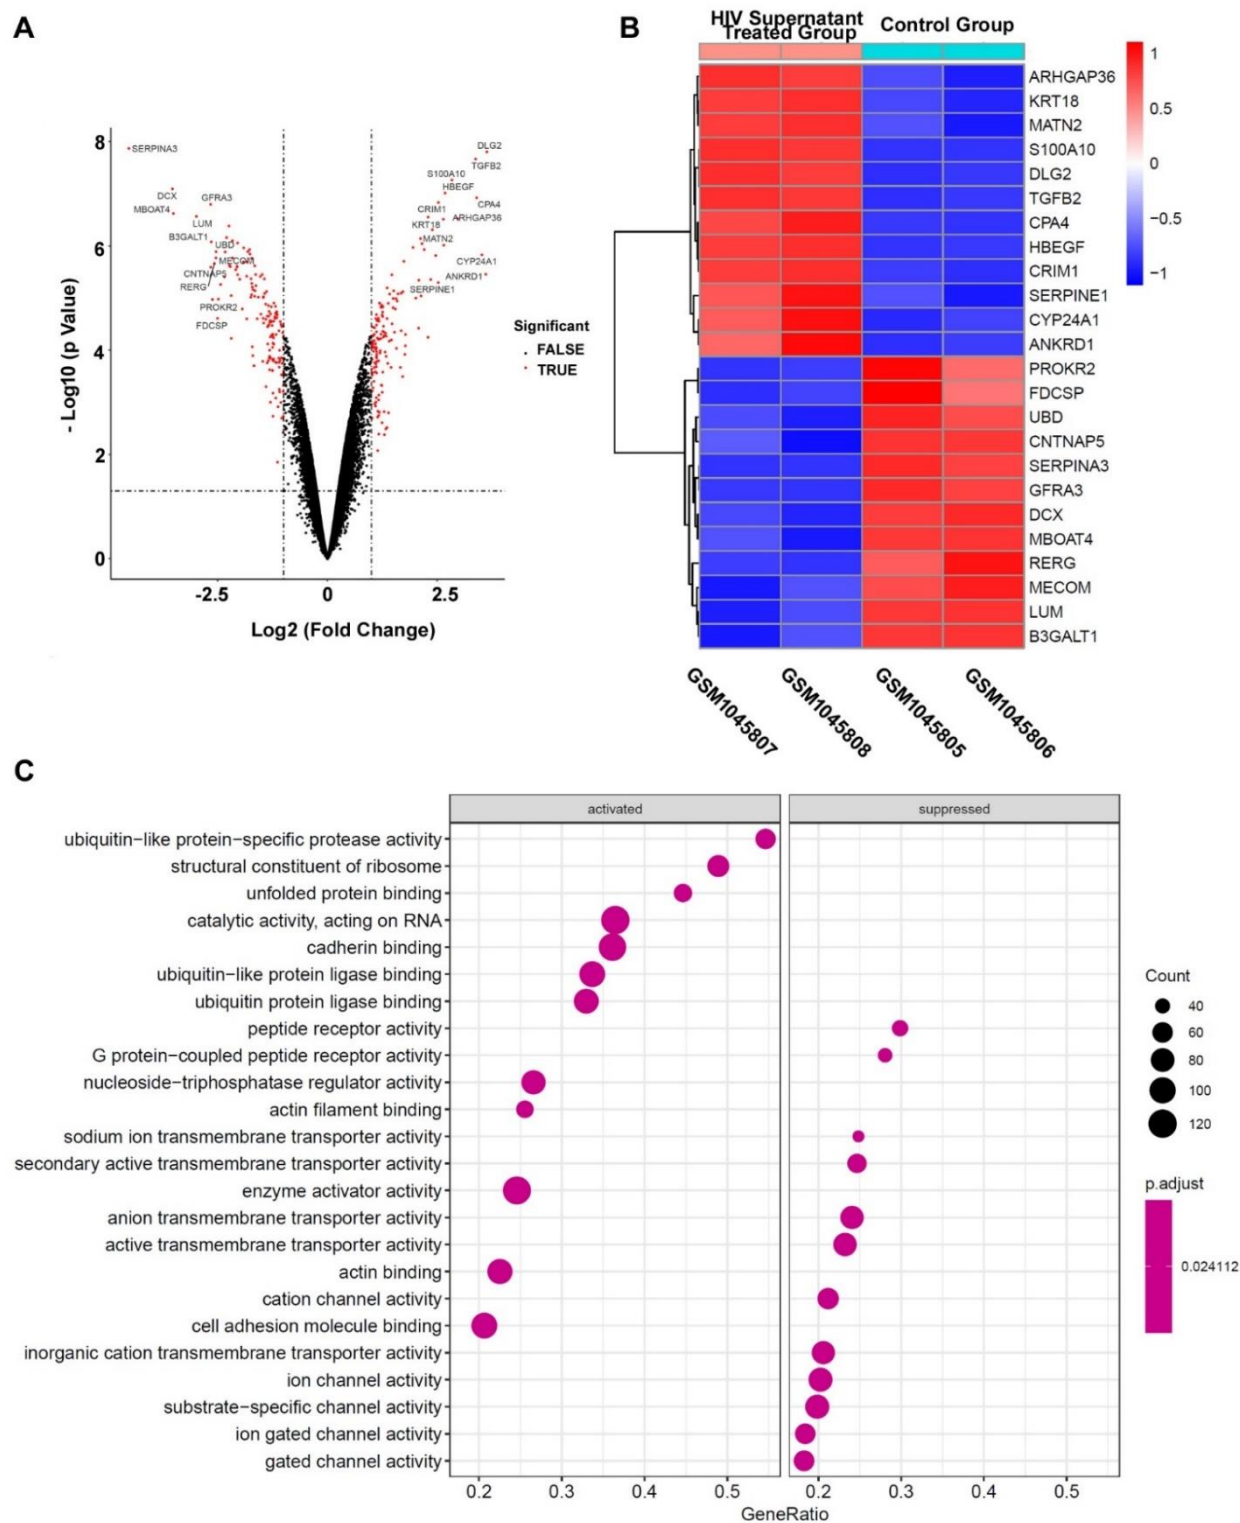 A
8
6
4
2
0
- Log10 (p Value)
SERPINA3
DCX
MBOAT4
GFRA3
LUM
B3GALT1
UBD
MECOM
CNTNAP5
RERG
PROKR2
FDCSP
DLG2
TGFB2
S100A10
HBEGF
CPA4
CRIM1
ARHGAP36
KRT18
MATN2
CYP24A1
ANKRD1
SERPINE1
-2.5
0
2.5
Log2 (Fold Change)
Significant
FALSE
TRUE
B
HIV Supernatant
Treated Group
Control Group
ARHGAP36
KRT18
MATN2
S100A10
DLG2
TGFB2
CPA4
HBEGF
CRIM1
SERPINE1
CYP24A1
ANKRD1
PROKR2
FDCSP
UBD
CNTNAP5
SERPINA3
GFRA3
DCX
MBOAT4
RERG
MECOM
LUM
B3GALT1
1
0.5
0
−0.5
−1
GSM1045807
GSM1045808
GSM1045805
GSM1045806
C
activated
suppressed
ubiquitin−like protein−specific protease activity
structural constituent of ribosome
unfolded protein binding
catalytic activity, acting on RNA
cadherin binding
ubiquitin−like protein ligase binding
ubiquitin protein ligase binding
peptide receptor activity
G protein−coupled peptide receptor activity
nucleoside−triphosphatase regulator activity
actin filament binding
sodium ion transmembrane transporter activity
secondary active transmembrane transporter activity
enzyme activator activity
anion transmembrane transporter activity
active transmembrane transporter activity
actin binding
cation channel activity
cell adhesion molecule binding
inorganic cation transmembrane transporter activity
ion channel activity
substrate−specific channel activity
ion gated channel activity
gated channel activity
0.2 0.3 0.4 0.5
0.2 0.3 0.4 0.5
GeneRatio
Count
40
60
80
100
120
p.adjust
0.024112